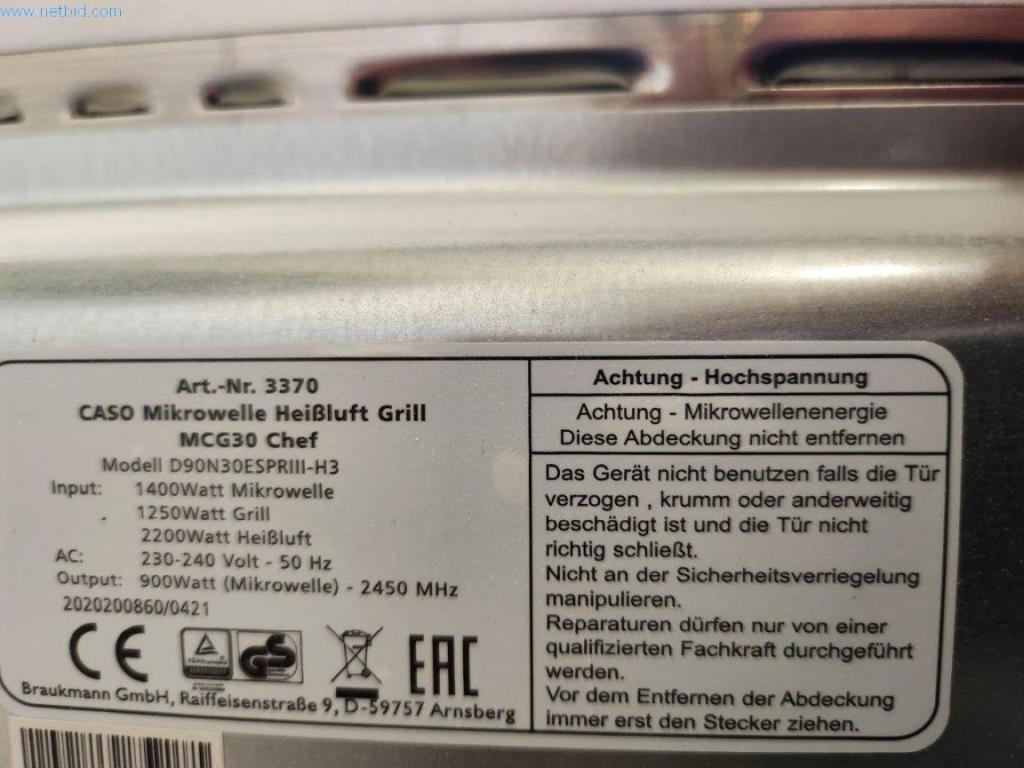 www.netbid.com
Art.-Nr. 3370
CASO Mikrowelle Heißluft Grill
MCG30 Chef
Modell D90N30ESPRIII-H3
Input: 1400Watt Mikrowelle
1250Watt Grill
2200Watt Heißluft
AC: 230-240 Volt - 50 Hz
Output: 900Watt (Mikrowelle) - 2450 MHz
2020200860/0421
CE
GS
EAC
Braukmann GmbH, Raiffeisenstraße 9, D-59757 Arnsberg
Achtung - Hochspannung
Achtung - Mikrowellenenergie
Diese Abdeckung nicht entfernen
Das Gerät nicht benutzen falls die Tür
verzogen , krumm oder anderweitig
beschädigt ist und die Tür nicht
richtig schließt.
Nicht an der Sicherheitsverriegelung
manipulieren.
Reparaturen dürfen nur von einer
qualifizierten Fachkraft durchgeführt
werden.
Vor dem Entfernen der Abdeckung
immer erst den Stecker ziehen.